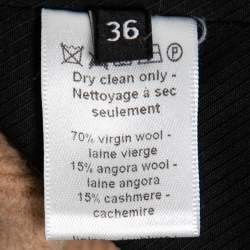 36
P
Dry clean only -
Nettoyage à sec
seulement
70% virgin wool -
laine vierge
15% angora wool -
laine angora
15% cashmere -
cachemire